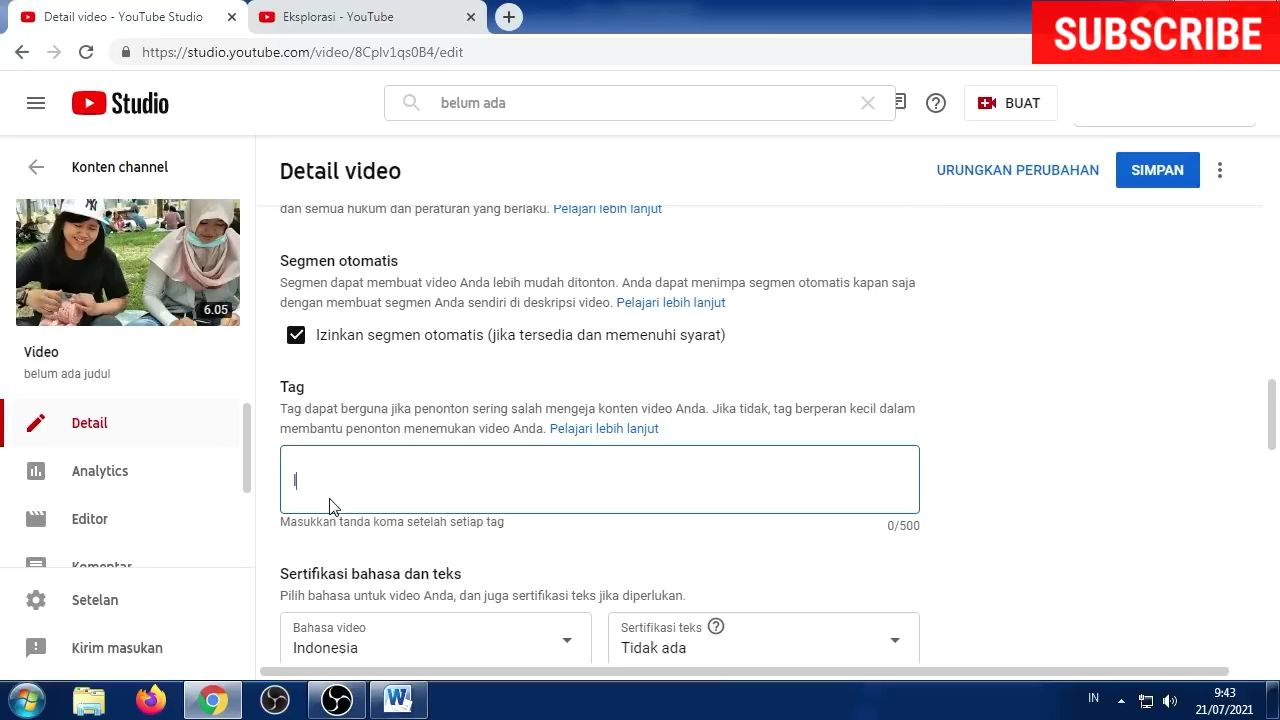 Detail video - YouTube Studio
Eksplorasi - YouTube
SUBSCRIBE
https://studio.youtube.com/video/8CpIv1qs0B4/edit
Studio
belum ada
BUAT
Konten channel
Detail video
URUNGKAN PERUBAHAN
SIMPAN
dan semua hukum dan peraturan yang berlaku. Pelajari lebih lanjut
6.05
Segmen otomatis
Segmen dapat membuat video Anda lebih mudah ditonton. Anda dapat menimpa segmen otomatis kapan saja
dengan membuat segmen Anda sendiri di deskripsi video. Pelajari lebih lanjut
Izinkan segmen otomatis (jika tersedia dan memenuhi syarat)
Video
belum ada judul
Tag
Tag dapat berguna jika penonton sering salah mengeja konten video Anda. Jika tidak, tag berperan kecil dalam
membantu penonton menemukan video Anda. Pelajari lebih lanjut
Detail
Analytics
Masukkan tanda koma setelah setiap tag
0/500
Editor
Komentar
Sertifikasi bahasa dan teks
Pilih bahasa untuk video Anda, dan juga sertifikasi teks jika diperlukan.
Setelan
Bahasa video
Indonesia
Sertifikasi teks
Tidak ada
Kirim masukan
IN
9:43
21/07/2021